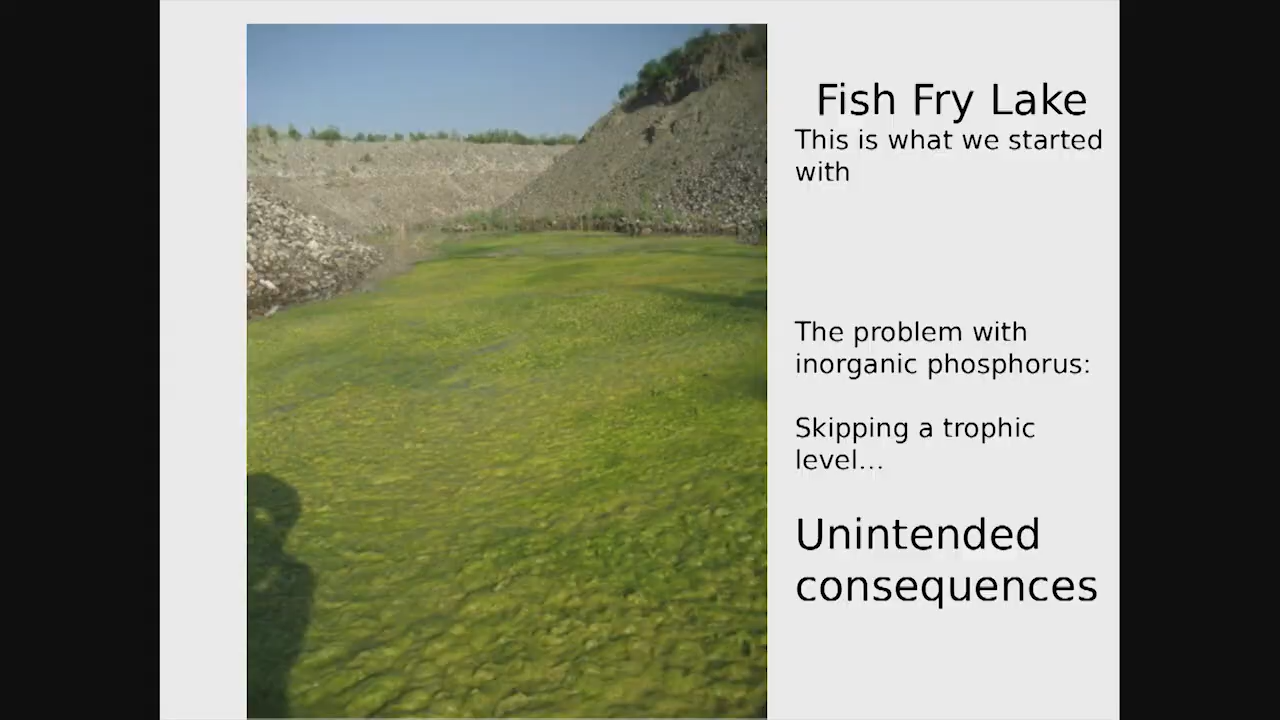 Fish Fry Lake
This is what we started
with
The problem with
inorganic phosphorus:
Skipping a trophic
level…
Unintended
consequences